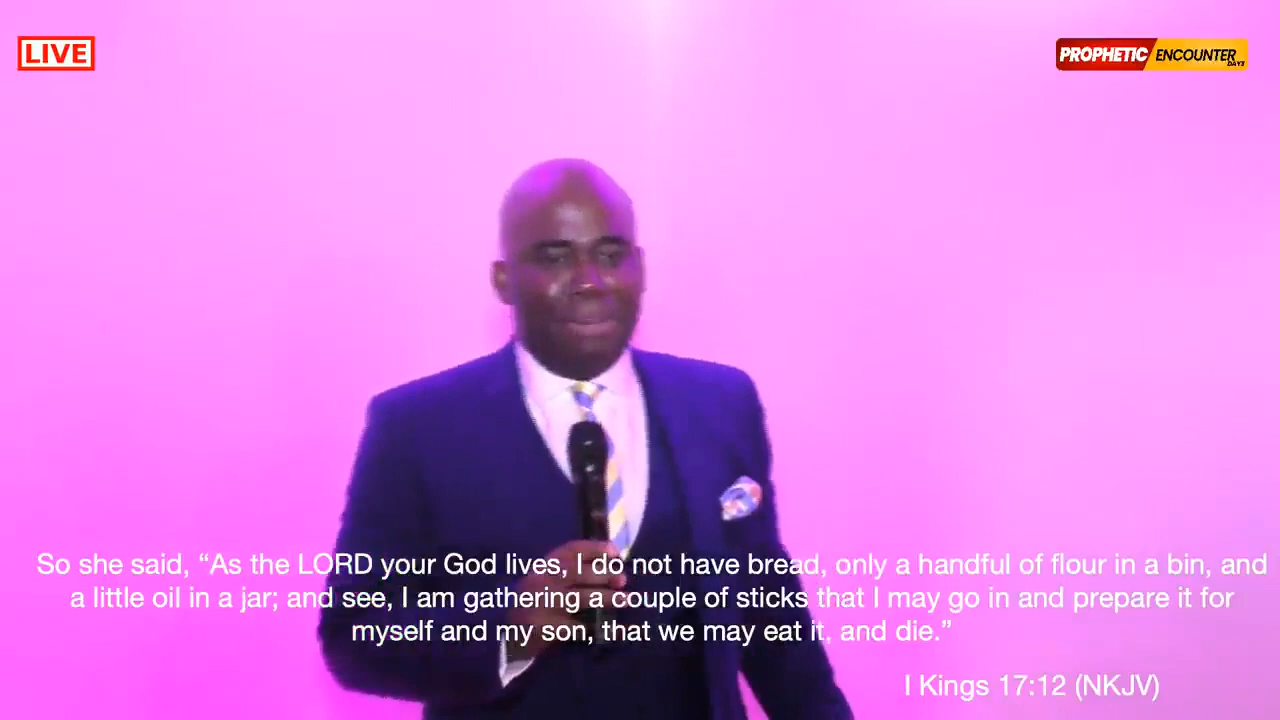 LIVE
PROPHETIC ENCOUNTER
DAYS
So she said, “As the LORD your God lives, I do not have bread, only a handful of flour in a bin, and
a little oil in a jar; and see, I am gathering a couple of sticks that I may go in and prepare it for
myself and my son, that we may eat it, and die.”
I Kings 17:12 (NKJV)